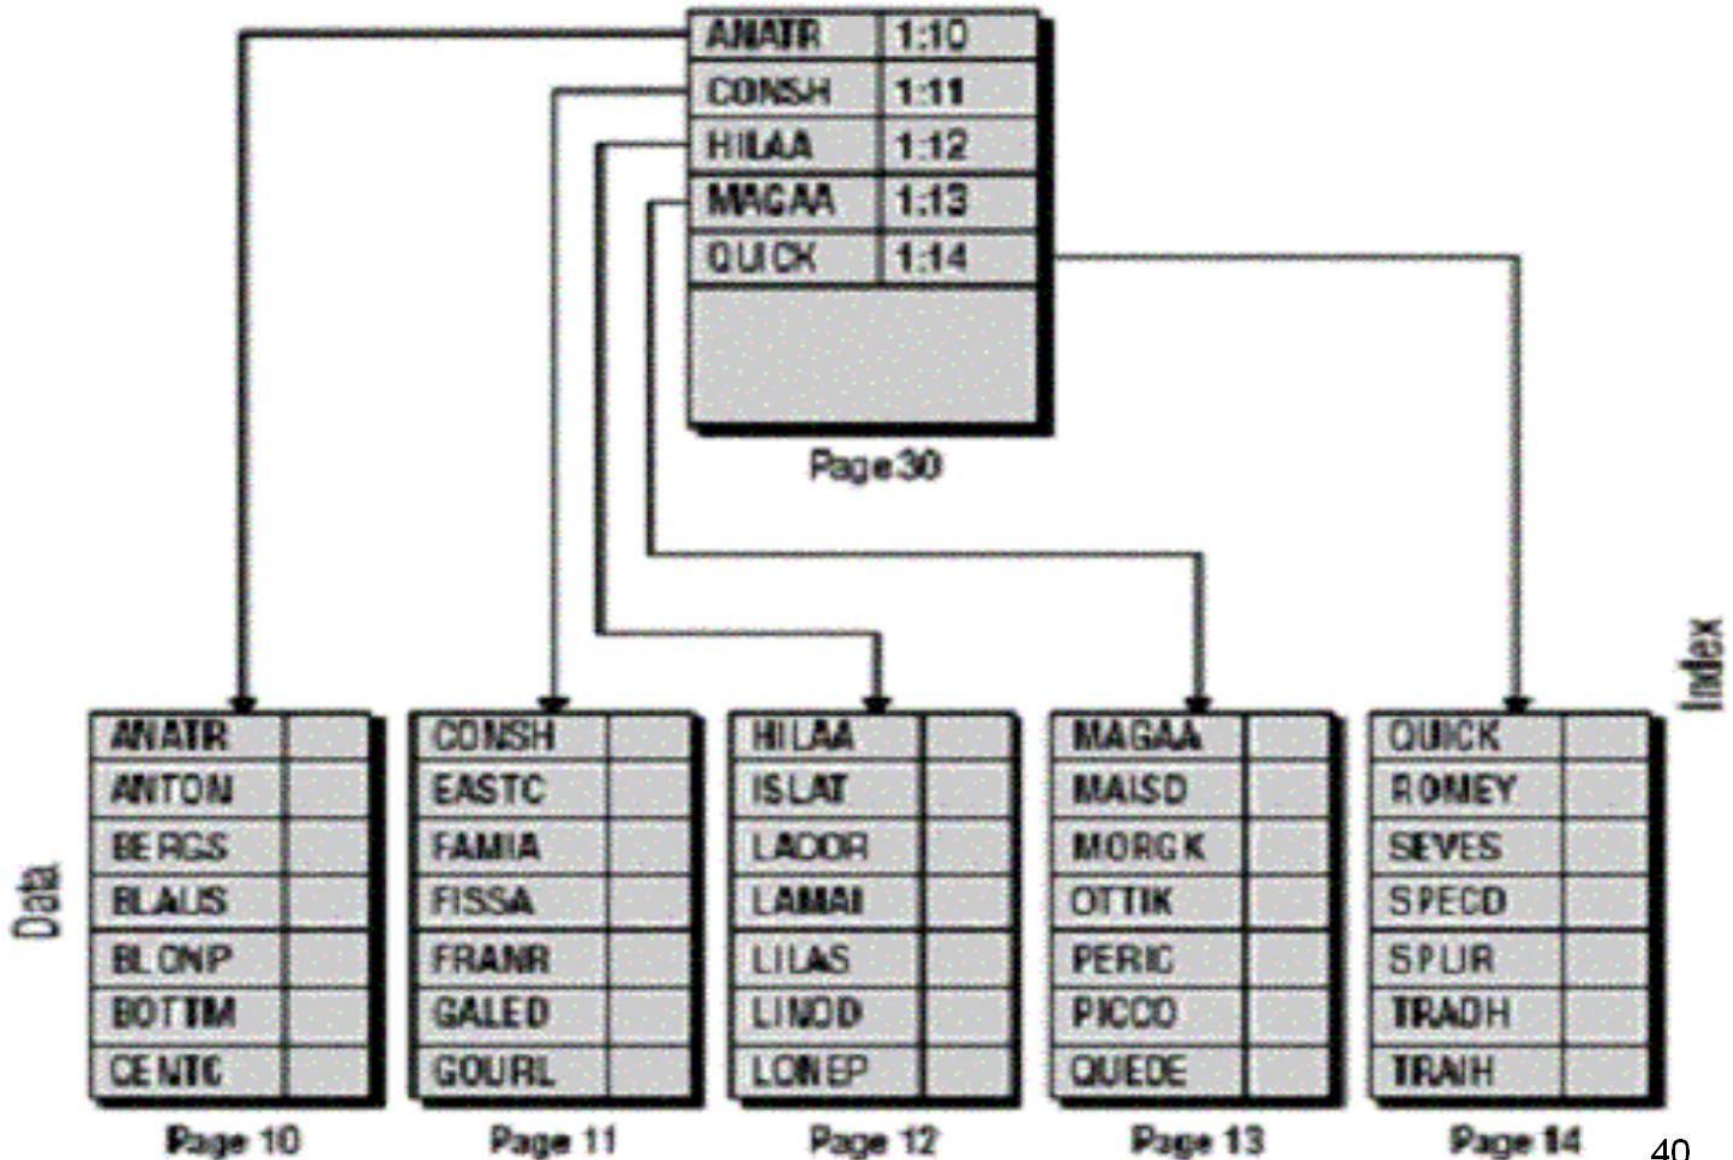 ANATR 1:10
CONSH 1:11
HILAA 1:12
MAGAA 1:13
QUICK 1:14
Page 30
Index
Data
ANATR
ANTON
BERGS
BLAUS
BLONP
BOTTM
CENTC
Page 10
CONSH
EASTC
FAMIA
FISSA
FRANR
GALED
GOURL
Page 11
HILAA
ISLAT
LACOR
LAMAI
LILAS
LINOD
LONEP
Page 12
MAGAA
MAISD
MORGK
OTTIK
PERIC
PICCO
QUEDE
Page 13
QUICK
ROMEY
SEVES
SPECD
SPLIR
TRADH
TRAIH
Page 14
40